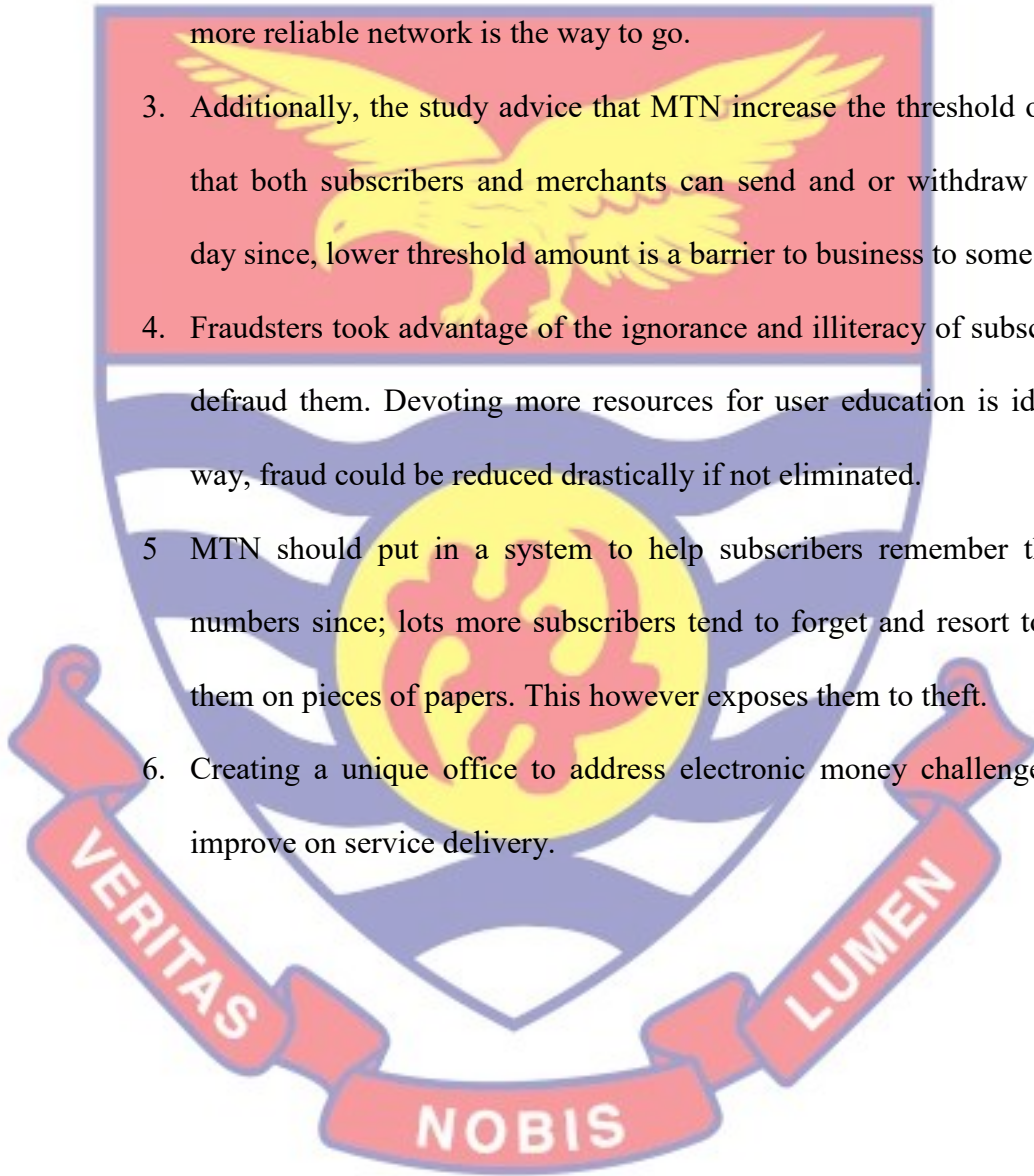 more reliable network is the way to go.
3. Additionally, the study advice that MTN increase the threshold
that both subscribers and merchants can send and or withdraw
day since, lower threshold amount is a barrier to business to some
4. Fraudsters took advantage of the ignorance and illiteracy of
defraud them. Devoting more resources for user education is
way, fraud could be reduced drastically if not eliminated.
5 MTN should put in a system to help subscribers remember
numbers since; lots more subscribers tend to forget and resort
them on pieces of papers. This however exposes them to theft.
6. Creating a unique office to address electronic money
improve on service delivery.
VERITAS
NOBIS
LUMEN